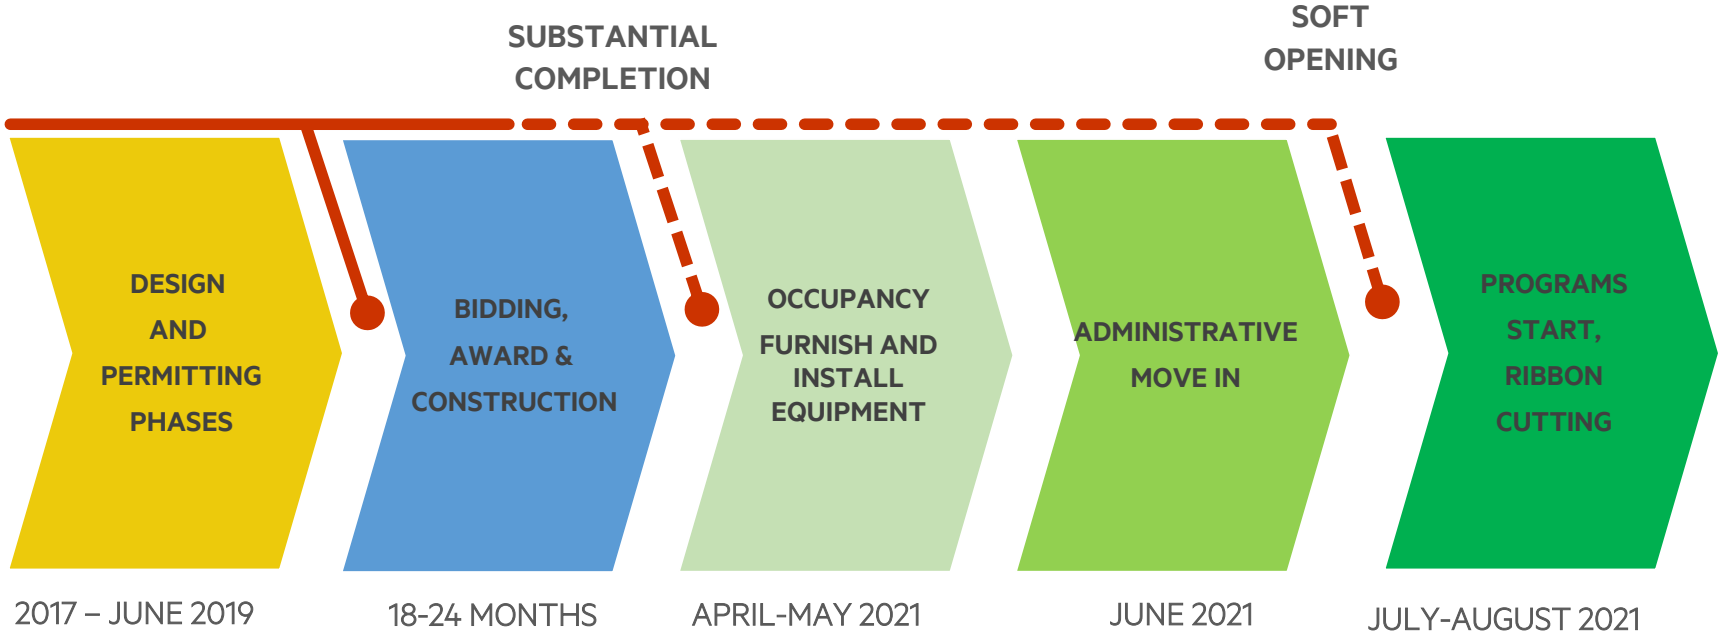 SUBSTANTIAL
COMPLETION
SOFT
OPENING
DESIGN
AND
PERMITTING
PHASES
BIDDING,
AWARD &
CONSTRUCTION
OCCUPANCY
FURNISH AND
INSTALL
EQUIPMENT
ADMINISTRATIVE
MOVE IN
PROGRAMS
START,
RIBBON
CUTTING
2017 – JUNE 2019
18-24 MONTHS
APRIL-MAY 2021
JUNE 2021
JULY-AUGUST 2021